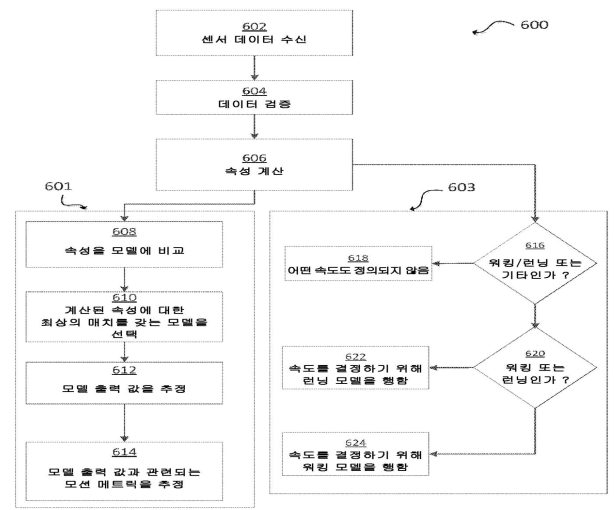 600
602
센서 데이터 수신
604
데이터 검증
606
속성 계산
601
603
608
속성을 모델에 비교
610
계산된 속성에 대한
최상의 매치를 갖는 모델을
선택
612
모델 출력 값을 추정
614
모델 출력 값과 관련되는
모션 메트릭을 추정
616
워킹/런닝 또는
기타인가 ?
618
어떤 속도도 정의되지 않음
620
워킹 또는
런닝인가 ?
622
속도를 결정하기 위해
런닝 모델을 행함
624
속도를 결정하기 위해
워킹 모델을 행함